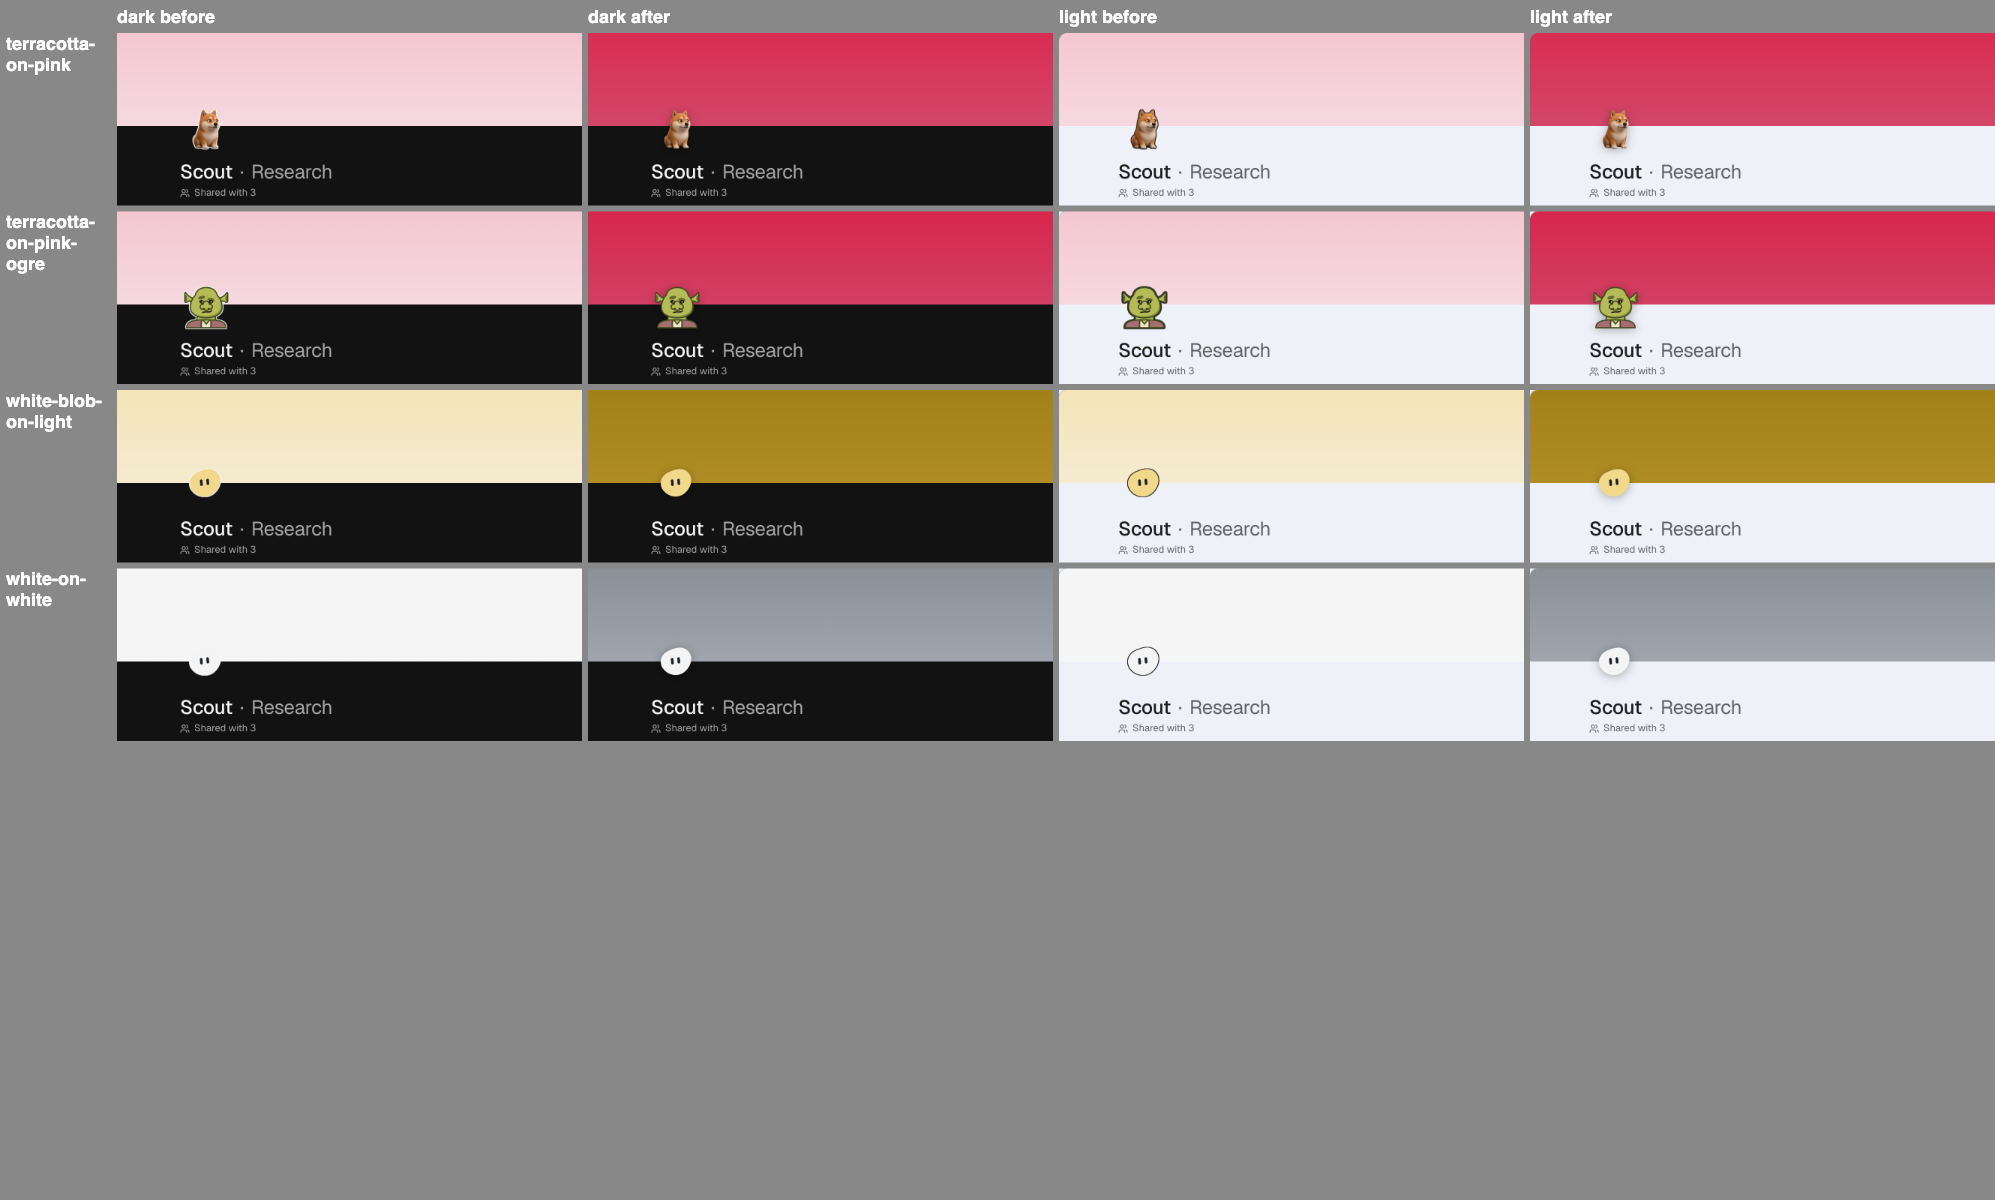 dark before
dark after
light before
light after
terracotta-
on-pink
Scout · Research
Shared with 3
Scout · Research
Shared with 3
Scout · Research
Shared with 3
Scout · Research
Shared with 3
terracotta-
on-pink-
ogre
Scout · Research
Shared with 3
Scout · Research
Shared with 3
Scout · Research
Shared with 3
Scout · Research
Shared with 3
white-blob-
on-light
Scout · Research
Shared with 3
Scout · Research
Shared with 3
Scout · Research
Shared with 3
Scout · Research
Shared with 3
white-on-
white
Scout · Research
Shared with 3
Scout · Research
Shared with 3
Scout · Research
Shared with 3
Scout · Research
Shared with 3